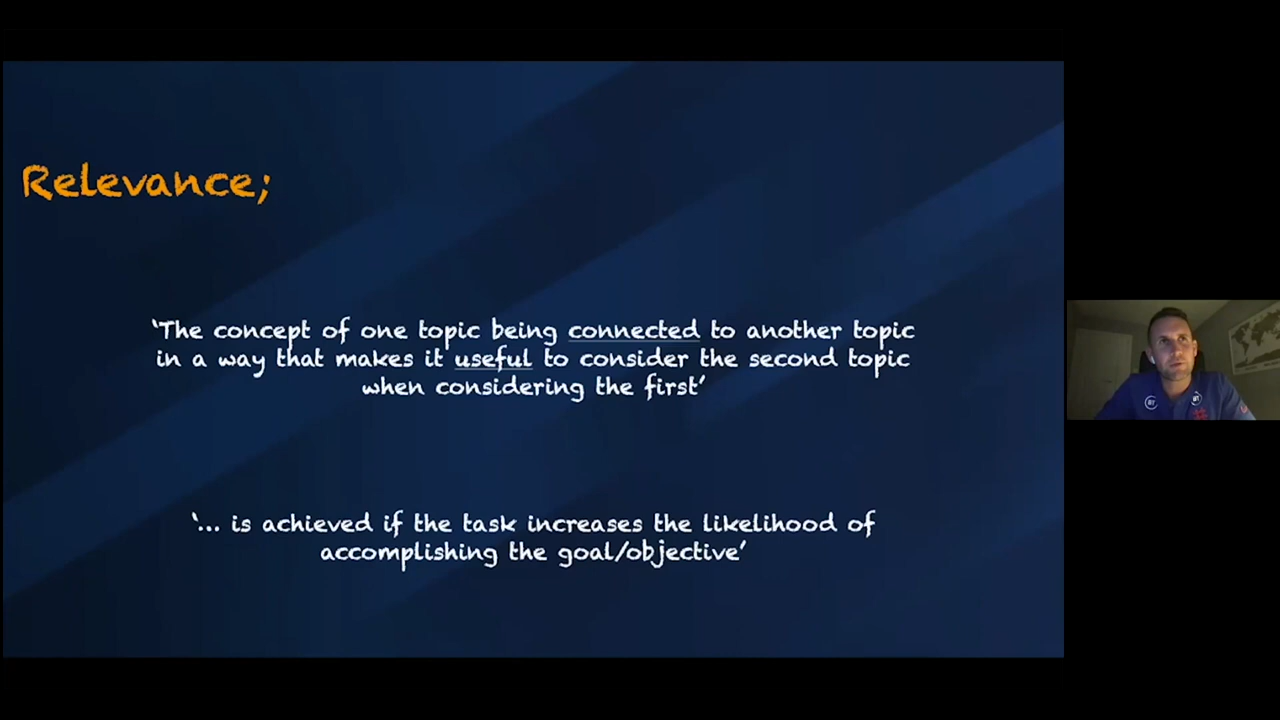 Relevance;
‘The concept of one topic being connected to another topic
in a way that makes it useful to consider the second topic
when considering the first’
‘... is achieved if the task increases the likelihood of
accomplishing the goal/objective’
BT
BT